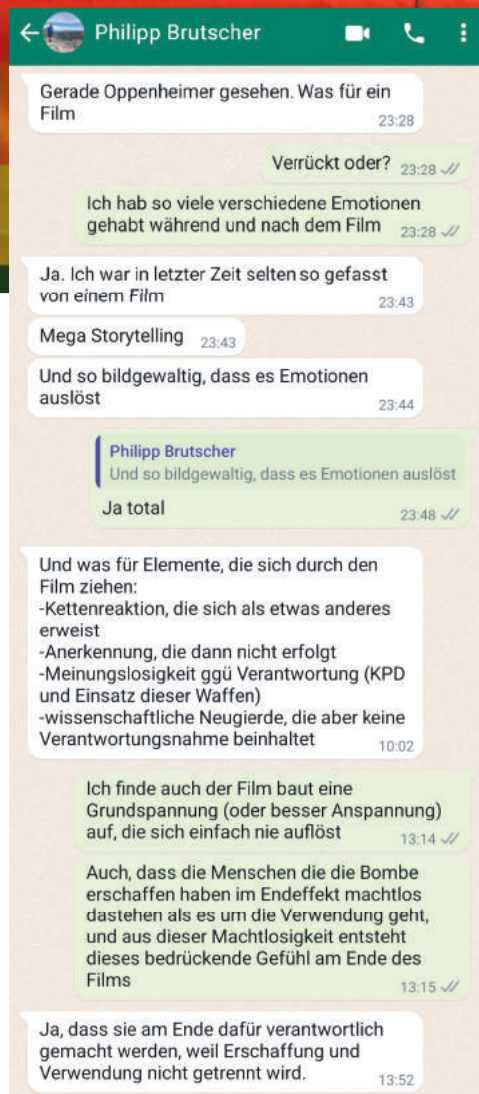 Philipp Brutscher
Gerade Oppenheimer gesehen. Was für ein
Film
23:28
Verrückt oder? 23:28
Ich hab so viele verschiedene Emotionen
gehabt während und nach dem Film 23:28
Ja. Ich war in letzter Zeit selten so gefasst
von einem Film
23:43
Mega Storytelling 23:43
Und so bildgewaltig, dass es Emotionen
auslöst
23:44
Philipp Brutscher
Und so bildgewaltig, dass es Emotionen auslöst
Ja total
23:48
Und was für Elemente, die sich durch den
Film ziehen:
-Kettenreaktion, die sich als etwas anderes
erweist
-Anerkennung, die dann nicht erfolgt
-Meinungslosigkeit ggü Verantwortung (KPD
und Einsatz dieser Waffen)
-wissenschaftliche Neugierde, die aber keine
Verantwortungsnahme beinhaltet 10:02
Ich finde auch der Film baut eine
Grundspannung (oder besser Anspannung)
auf, die sich einfach nie auflöst 13:14
Auch, dass die Menschen die die Bombe
erschaffen haben im Endeffekt machtlos
dastehen als es um die Verwendung geht,
und aus dieser Machtlosigkeit entsteht
dieses bedrückende Gefühl am Ende des
Films
13:15
Ja, dass sie am Ende dafür verantwortlich
gemacht werden, weil Erschaffung und
Verwendung nicht getrennt wird. 13:52